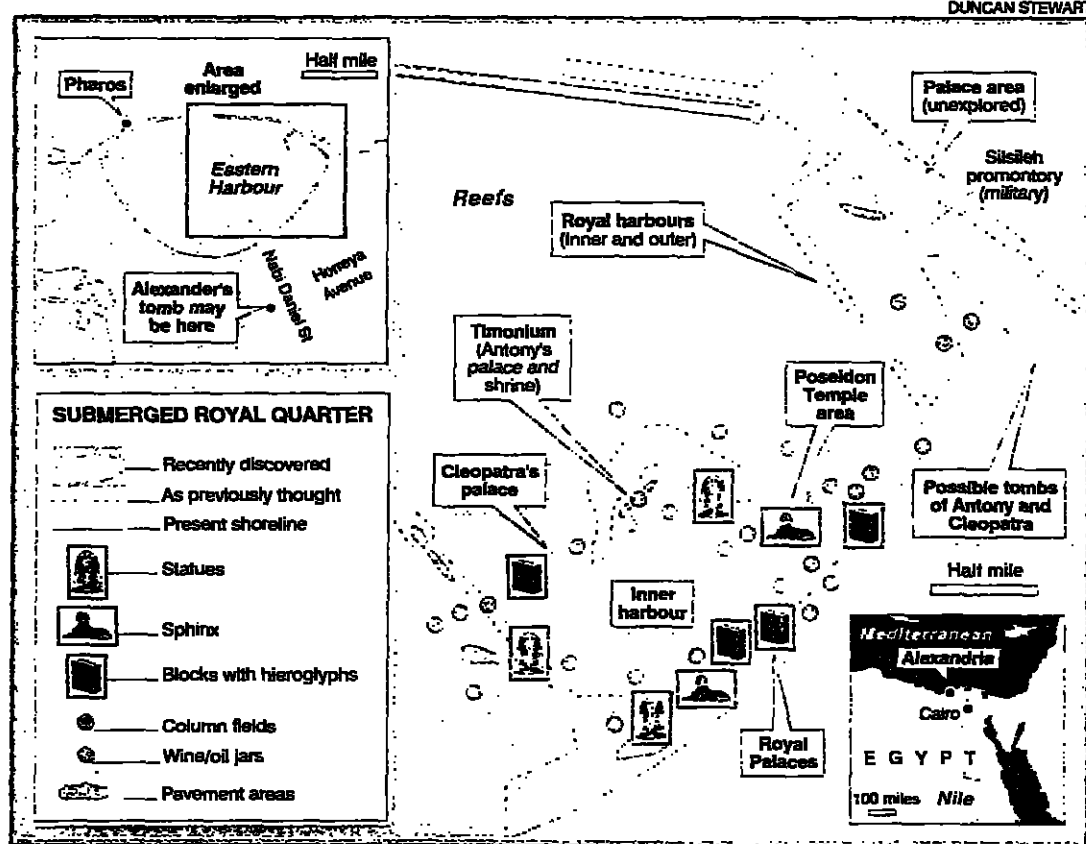 DUNCAN STEWART
Half mile
Area
enlarged
Pharos
Eastern
Harbour
Nabi Daniel St
Horreya
Avenue
Alexander's
tomb may
be here
Reefs
Palace area
(unexplored)
Silsileh
promontory
(military)
Royal harbours
(inner and outer)
Timonium
(Antony's
palace and
shrine)
Poseidon
Temple
area
Cleopatra's
palace
Possible tombs
of Antony and
Cleopatra
Inner
harbour
Royal
Palaces
Half mile
SUBMERGED ROYAL QUARTER
Recently discovered
As previously thought
Present shoreline
Statues
Sphinx
Blocks with hieroglyphs
Column fields
Wine/oil jars
Pavement areas
Mediterranean
Alexandria
Cairo
EGYPT
100 miles
Nile